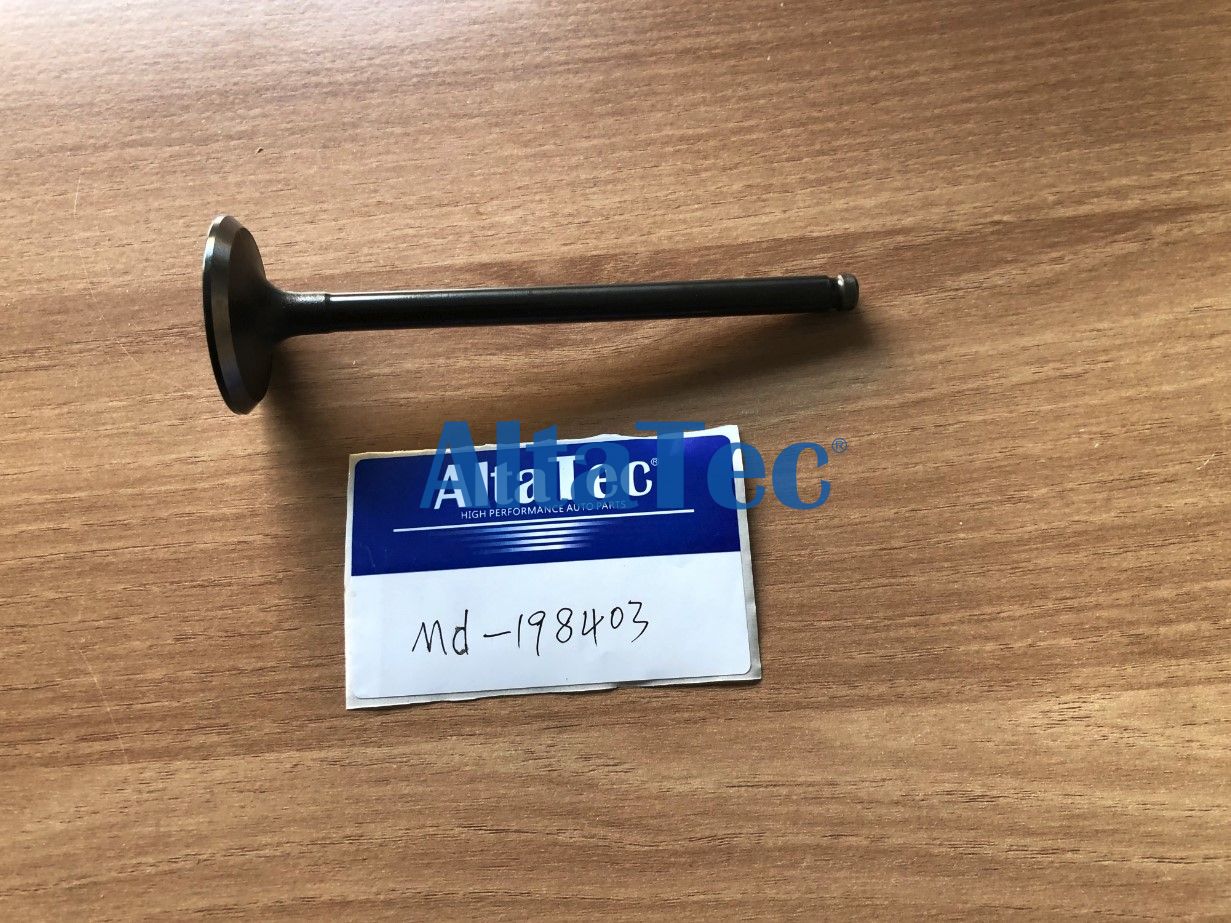 AltaTec®
AltaTec®
HIGH PERFORMANCE AUTO PARTS
Md-198403